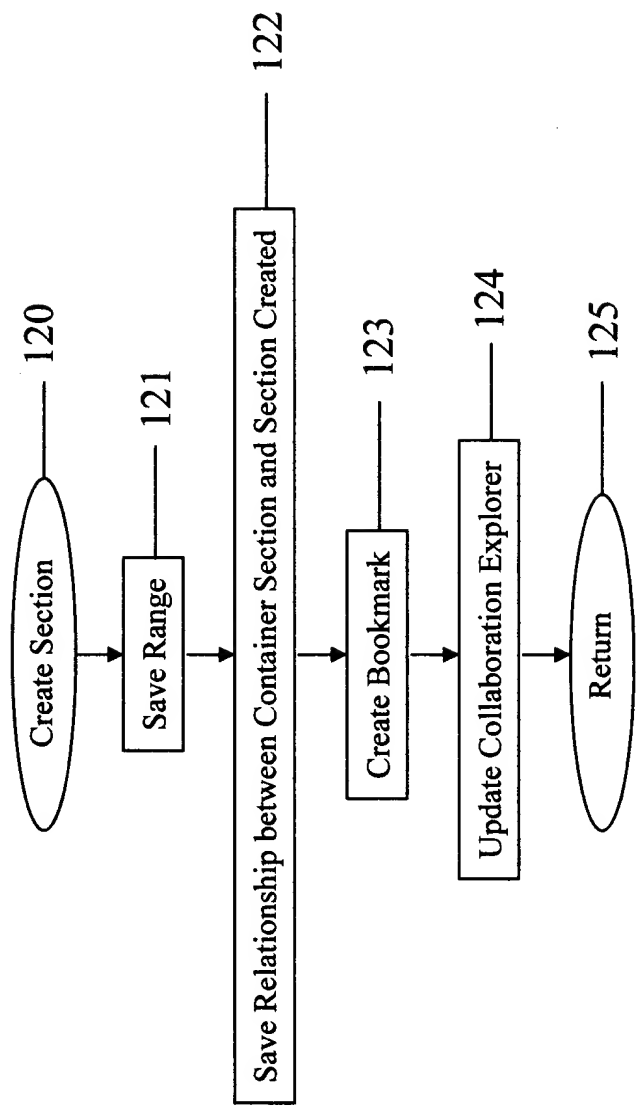 Create Section
120
Save Range
121
Save Relationship between Container Section and Section Created
122
Create Bookmark
123
Update Collaboration Explorer
124
Return
125